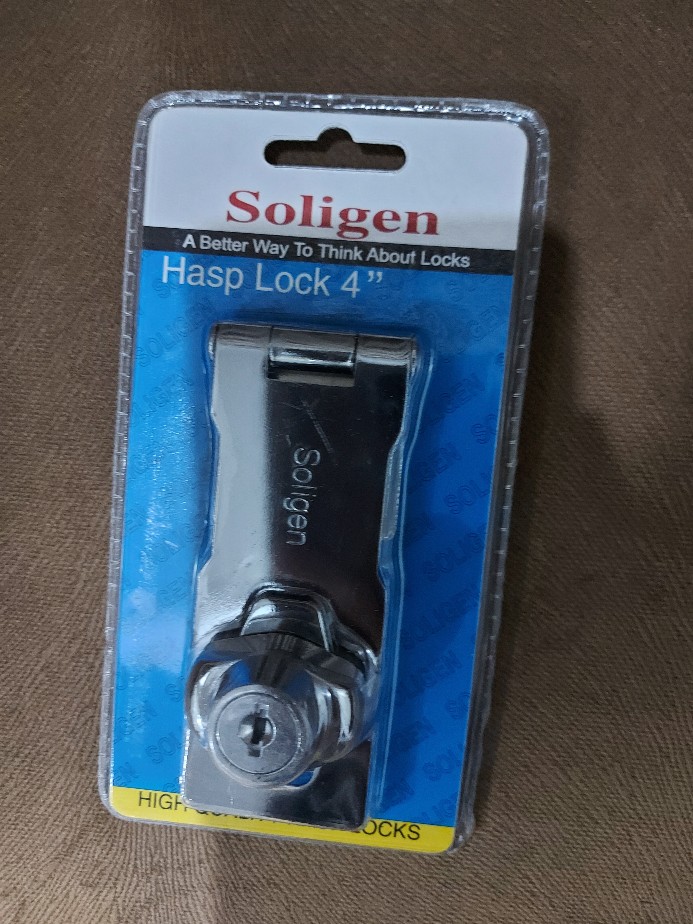 Soligen
A Better Way To Think About Locks
Hasp Lock 4”
Soligen
HIGH LOCKS